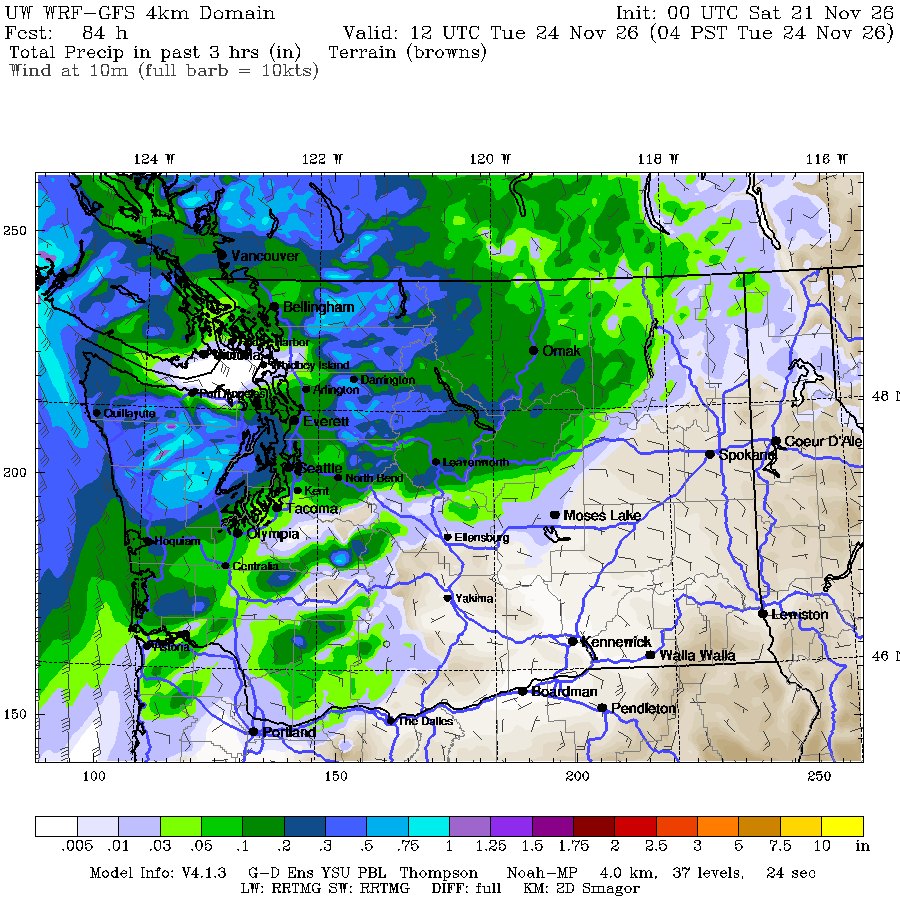 UW WRF-GFS 4km Domain Init: 00 UTC Sat 21 Nov 26
Fcst: 84 h Valid: 12 UTC Tue 24 Nov 26 (04 PST Tue 24 Nov 26)
Total Precip in past 3 hrs (in) Terrain (browns)
Wind at 10m (full barb = 10kts)
124 W 122 W 120 W 118 W 116 W
250
Vancouver
Bellingham
Harbor
Omak
Whidbey Island
Darrington
Arlington
Port Angeles
48 N
Quillayute
Everett
Coeur D'Ale
Spokane
Leavenworth
200
Seattle
North Bend
Kent
Tacoma
Moses Lake
Olympia
Ellensburg
Hoquiam
Centralia
Yakima
Lewiston
Kennewick
Astoria
Walla Walla
46 N
Boardman
Pendleton
150
The Dalles
Portland
100 150 200 250
.005 .01 .03 .05 .1 .2 .3 .5 .75 1 1.25 1.5 1.75 2 2.5 3 5 7.5 10 in
Model Info: V4.1.3 G-D Ens YSU PBL Thompson Noah-MP 4.0 km, 37 levels, 24 sec
LW: RRTMG SW: RRTMG DIFF: full KM: 2D Smagor